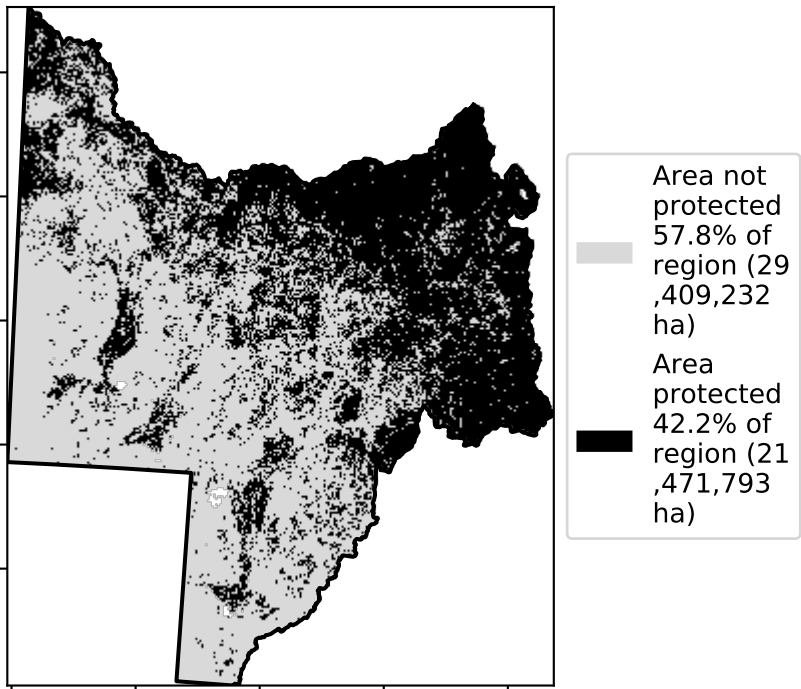 Area not
protected
57.8% of
region (29
,409,232
ha)
Area
protected
42.2% of
region (21
,471,793
ha)